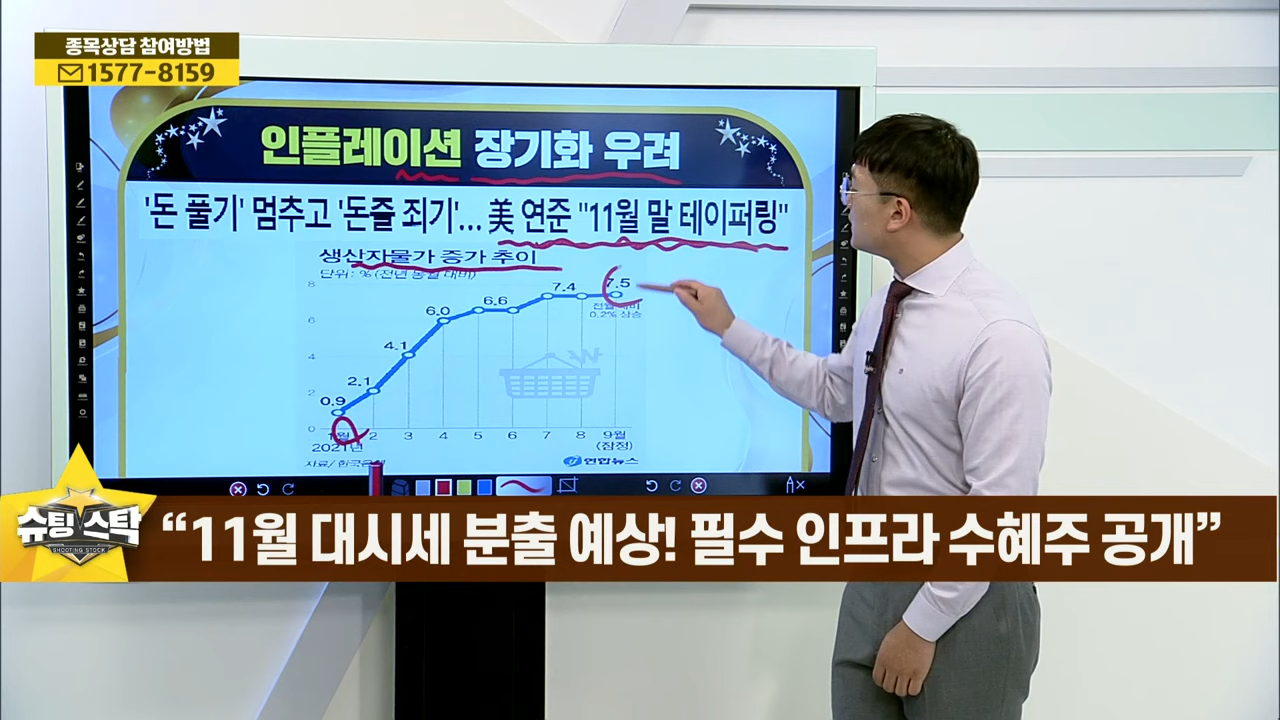 종목상담 참여방법
1577-8159
인플레이션 장기화 우려
'돈 풀기' 멈추고 '돈줄 죄기'... 美 연준 "11월 말 테이퍼링"
생산자물가 증가 추이
단위: % (전년 동월 대비)
8
7.4
7.5
6.6
전월 대비
0.2% 상승
6
6.0
4.1
4
2.1
2
0.9
0
1월 2 3 4 5 6 7 8 9월
2021년
(잠정)
자료/ 한국은행
연합뉴스
슈팅스탁
SHOOTING STOCK
“11월 대시세 분출 예상! 필수 인프라 수혜주 공개”